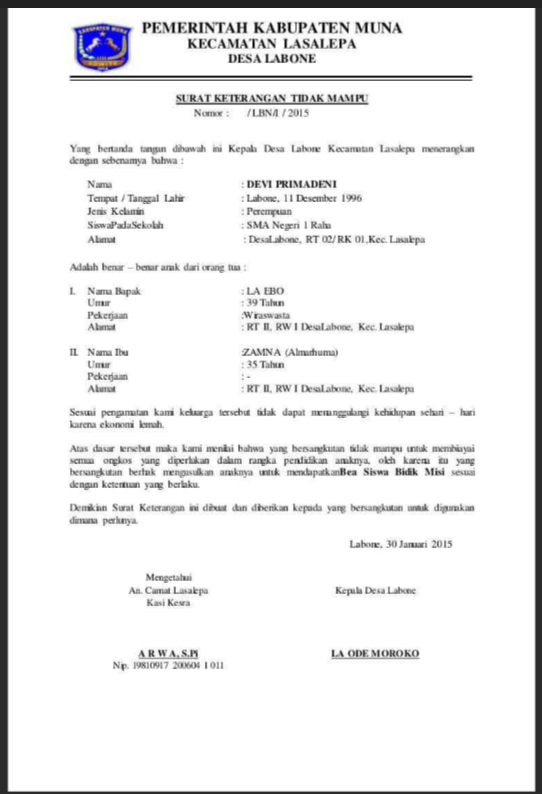 PEMERINTAH KABUPATEN MUNA
KECAMATAN LASALEPA
DESA LABONE
SURAT KETERANGAN TIDAK MAMPU
Nomor : / LBN/I / 2015
Yang bertanda tangan dibawah ini Kepala Desa Labone Kecamatan Lasalepa menerangkan
dengan sebenarnya bahwa :
Nama : DEVI PRIMADENI
Tempat / Tanggal Lahir : Labone, 11 Desember 1996
Jenis Kelamin : Perempuan
SiswaPadaSekolah : SMA Negeri 1 Raha
Alamat : DesaLabone, RT 02/ RK 01,Kec. Lasalepa
Adalah benar – benar anak dari orang tua :
I. Nama Bapak : LA EBO
Umur : 39 Tahun
Pekerjaan :Wiraswasta
Alamat : RT II, RW I DesaLabone, Kec. Lasalepa
II. Nama Ibu :ZAMNA (Almarhuma)
Umur : 35 Tahun
Pekerjaan : -
Alamat : RT II, RW I DesaLabone, Kec. Lasalepa
Sesuai pengamatan kami keluarga tersebut tidak dapat menanggulangi kehidupan sehari – hari
karena ekonomi lemah.
Atas dasar tersebut maka kami menilai bahwa yang bersangkutan tidak mampu untuk membiayai
semua ongkos yang diperlukan dalam rangka pendidikan anaknya, oleh karena itu yang
bersangkutan berhak mengusulkan anaknya untuk mendapatkanBea Siswa Bidik Misi sesuai
dengan ketentuan yang berlaku.
Demikian Surat Keterangan ini dibuat dan diberikan kepada yang bersangkutan untuk digunakan
dimana perlunya.
Labone, 30 Januari 2015
Mengetahui
An. Camat Lasalepa Kepala Desa Labone
Kasi Kesra
A R W A, S.Pi LA ODE MOROKO
Nip. 19810917 200604 1 011